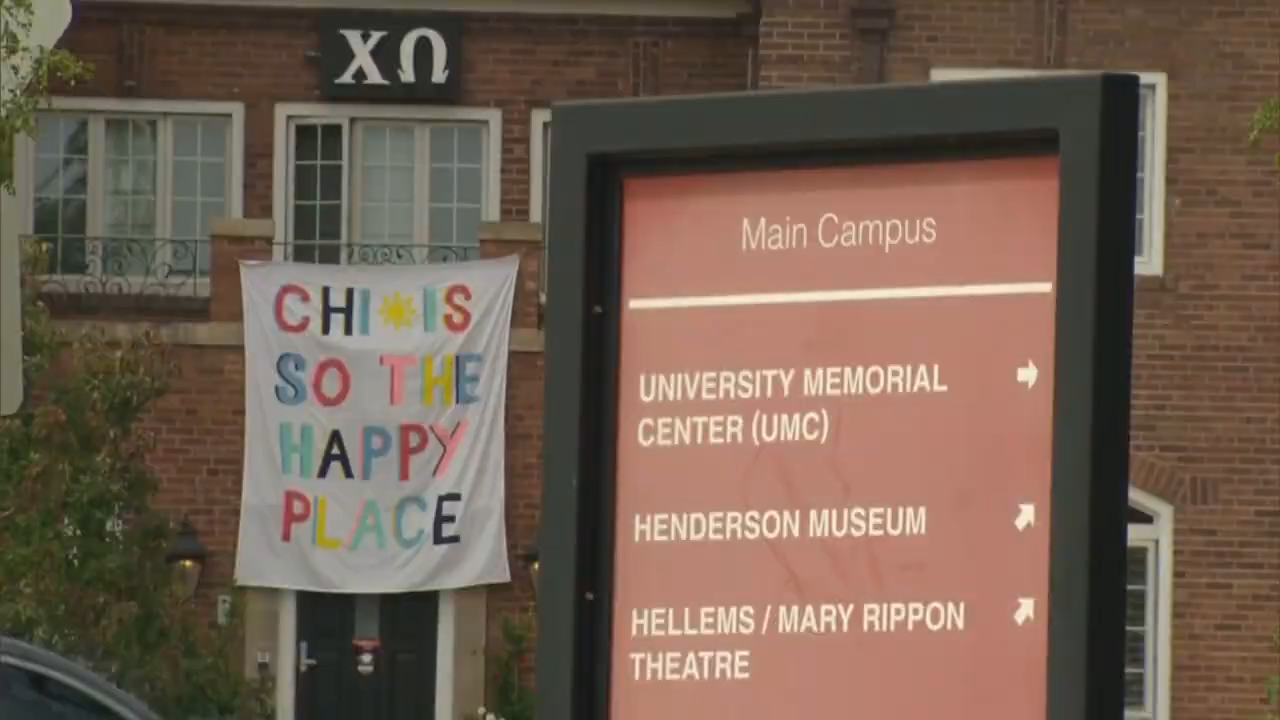 ΧΩ
CHI IS
SO THE
HAPPY
PLACE
Main Campus
UNIVERSITY MEMORIAL
CENTER (UMC)
HENDERSON MUSEUM
HELLEMS / MARY RIPPON
THEATRE